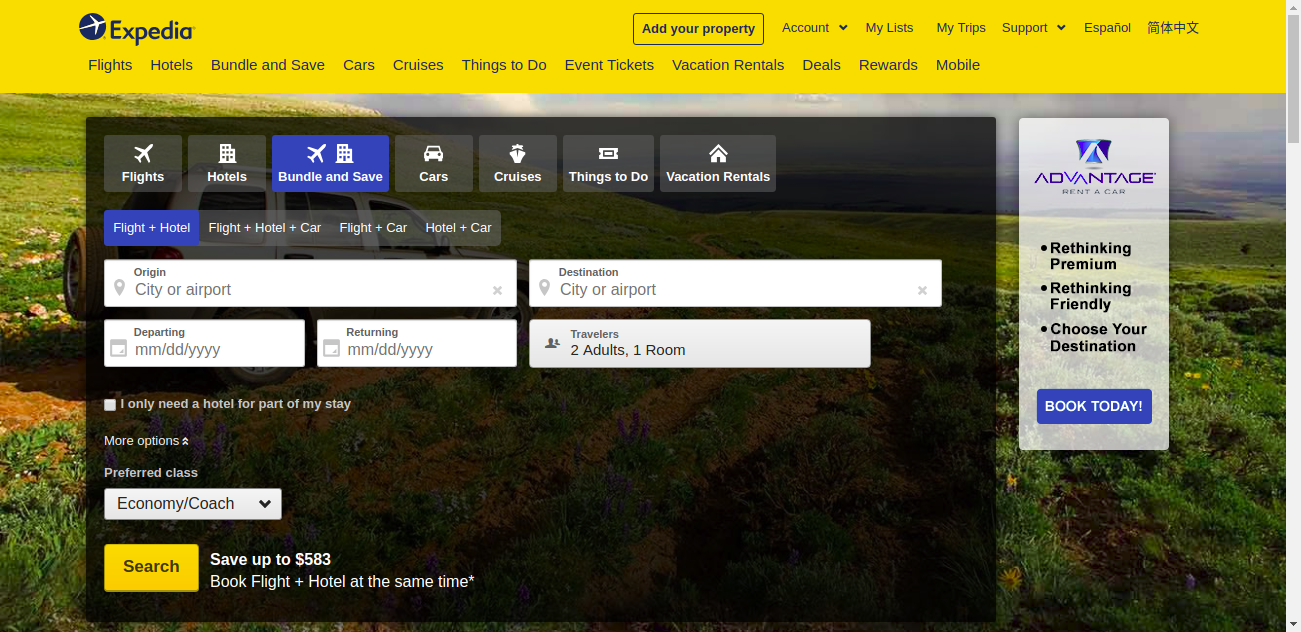 Expedia
Add your property
Account
My Lists
My Trips
Support
Español
简体中文
Flights
Hotels
Bundle and Save
Cars
Cruises
Things to Do
Event Tickets
Vacation Rentals
Deals
Rewards
Mobile
Flights
Hotels
Bundle and Save
Cars
Cruises
Things to Do
Vacation Rentals
Flight + Hotel
Flight + Hotel + Car
Flight + Car
Hotel + Car
Origin
City or airport
Destination
City or airport
Departing
mm/dd/yyyy
Returning
mm/dd/yyyy
Travelers
2 Adults, 1 Room
I only need a hotel for part of my stay
More options
Preferred class
Economy/Coach
Search
Save up to $583
Book Flight + Hotel at the same time*
ADVANTAGE
RENT A CAR
•Rethinking
Premium
•Rethinking
Friendly
•Choose Your
Destination
BOOK TODAY!